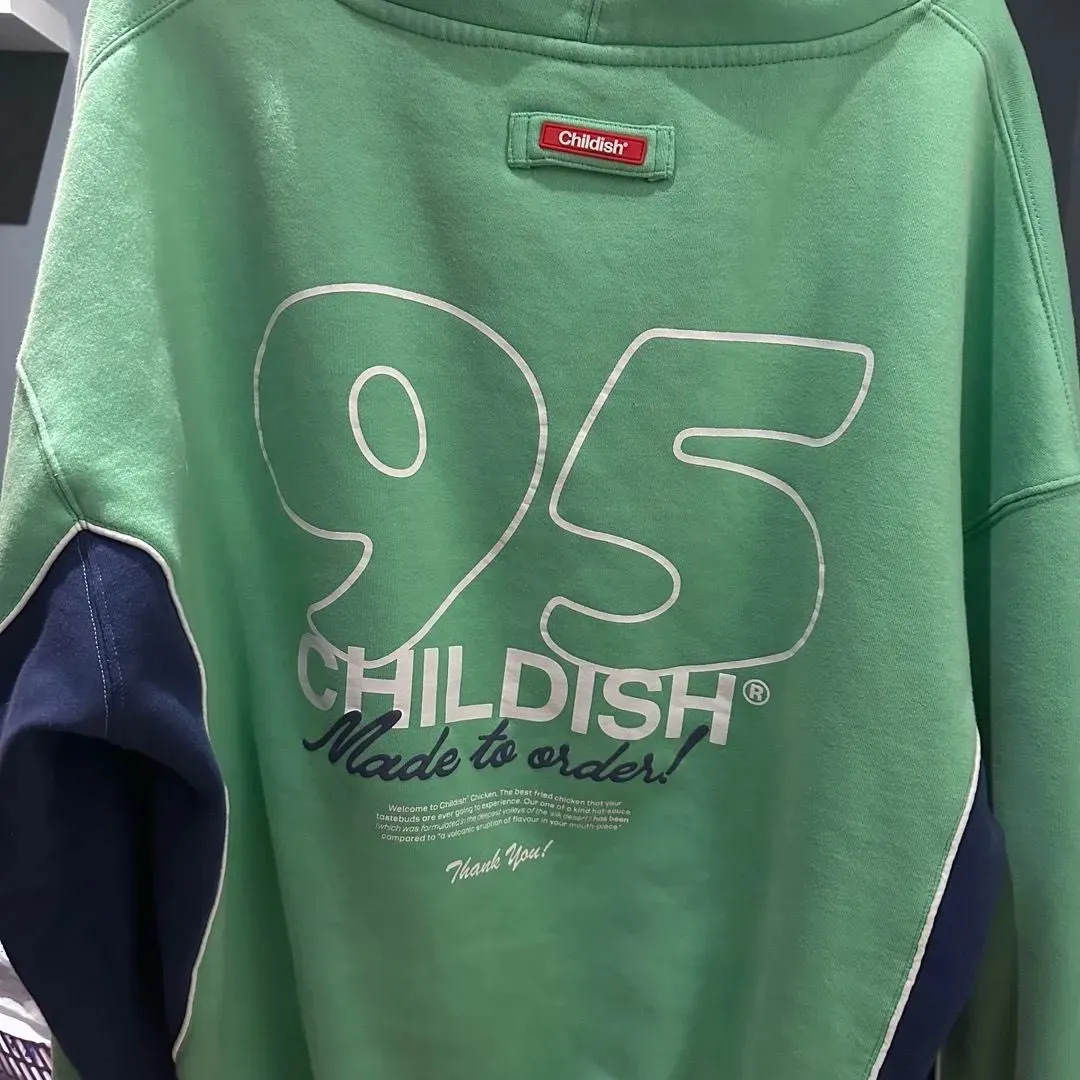 Childish®
95
CHILDISH®
Made to order!
Welcome to Childish® Chicken. The best fried chicken that your
tastebuds are ever going to experience. Our one of a kind hot-sauce
(which was formulated in the deepest valleys of the desert) has been
compared to "a volcanic eruption of flavour in your mouth-piece"
Thank You!